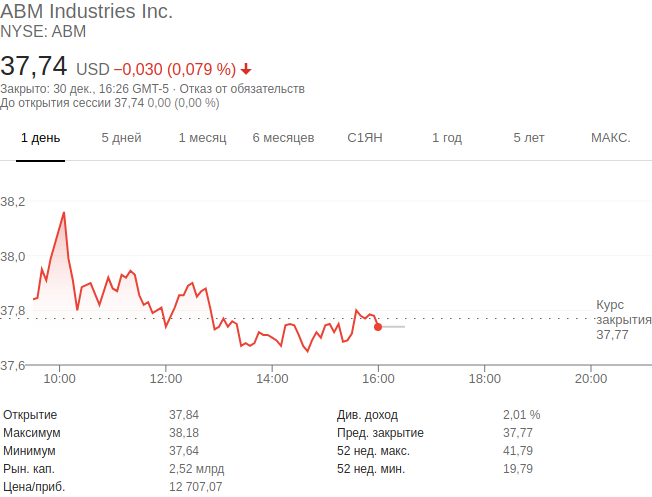 ABM Industries Inc.
NYSE: ABM
37,74 USD −0,030 (0,079 %)
Закрыто: 30 дек., 16:26 GMT-5 · Отказ от обязательств
До открытия сессии 37,74 0,00 (0,00 %)
1 день 5 дней 1 месяц 6 месяцев С1ЯН 1 год 5 лет МАКС.
38,2
38,0
37,8
37,6
Курс
закрытия
37,77
10:00 12:00 14:00 16:00 18:00 20:00
Открытие 37,84 Див. доход 2,01 %
Максимум 38,18 Пред. закрытие 37,77
Минимум 37,64 52 нед. макс. 41,79
Рын. кап. 2,52 млрд 52 нед. мин. 19,79
Цена/приб. 12 707,07